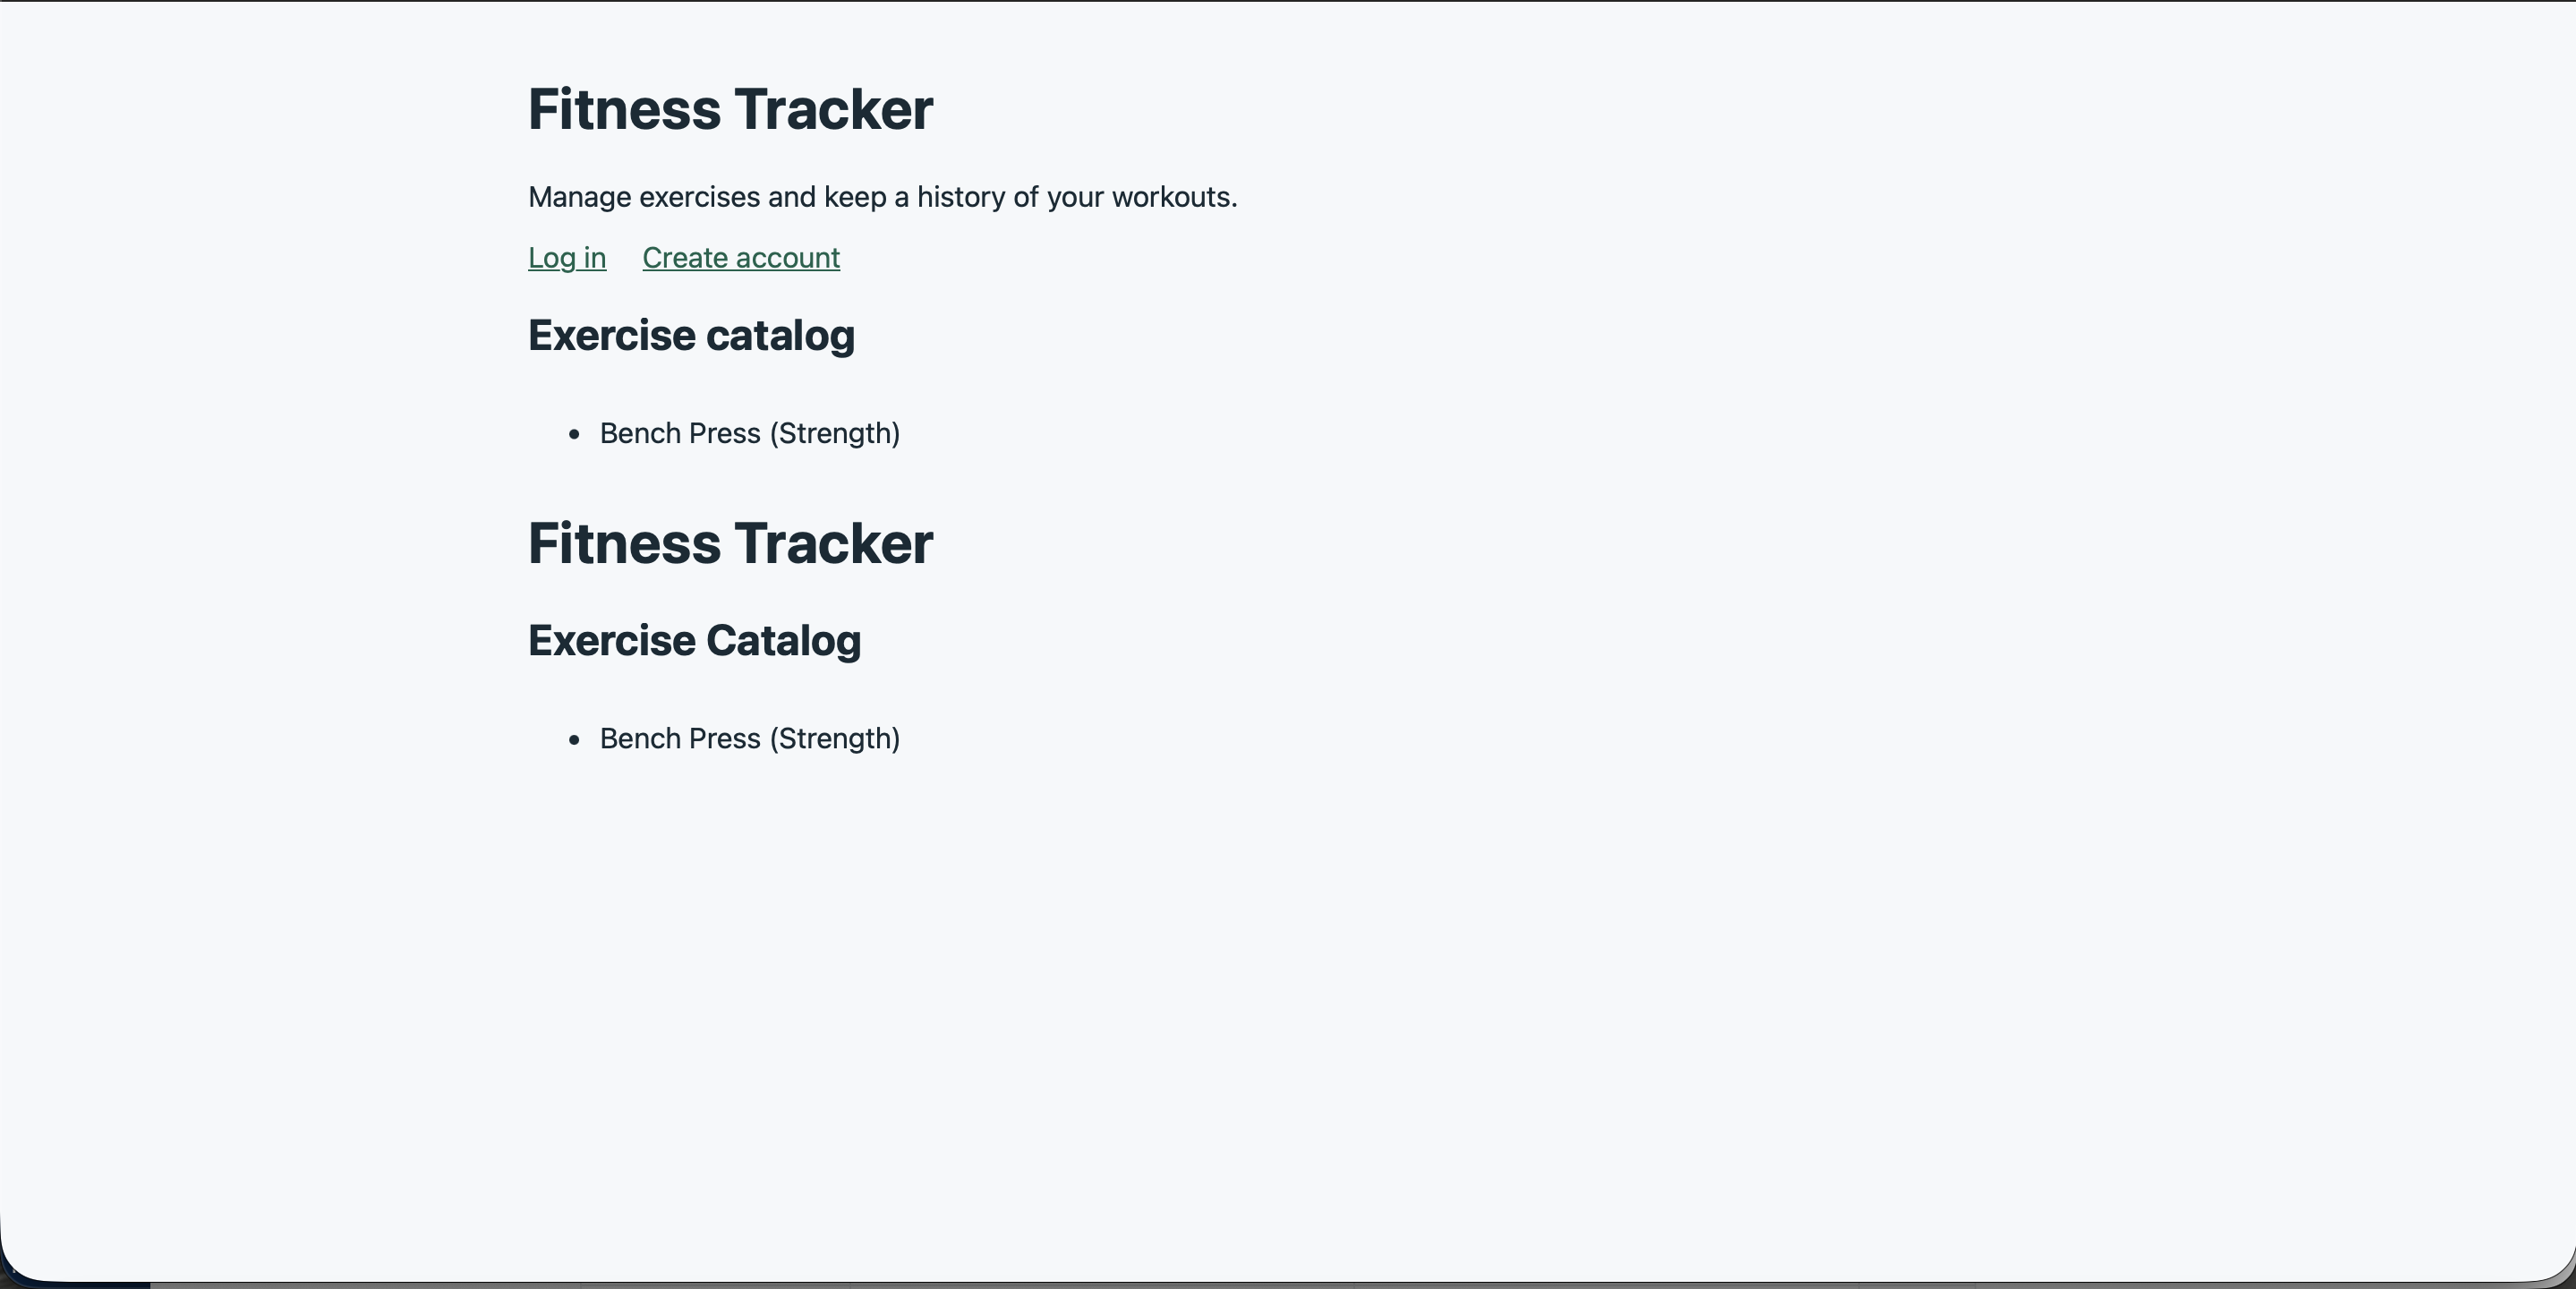 Fitness Tracker
Manage exercises and keep a history of your workouts.
Log in Create account
Exercise catalog
• Bench Press (Strength)
Fitness Tracker
Exercise Catalog
• Bench Press (Strength)